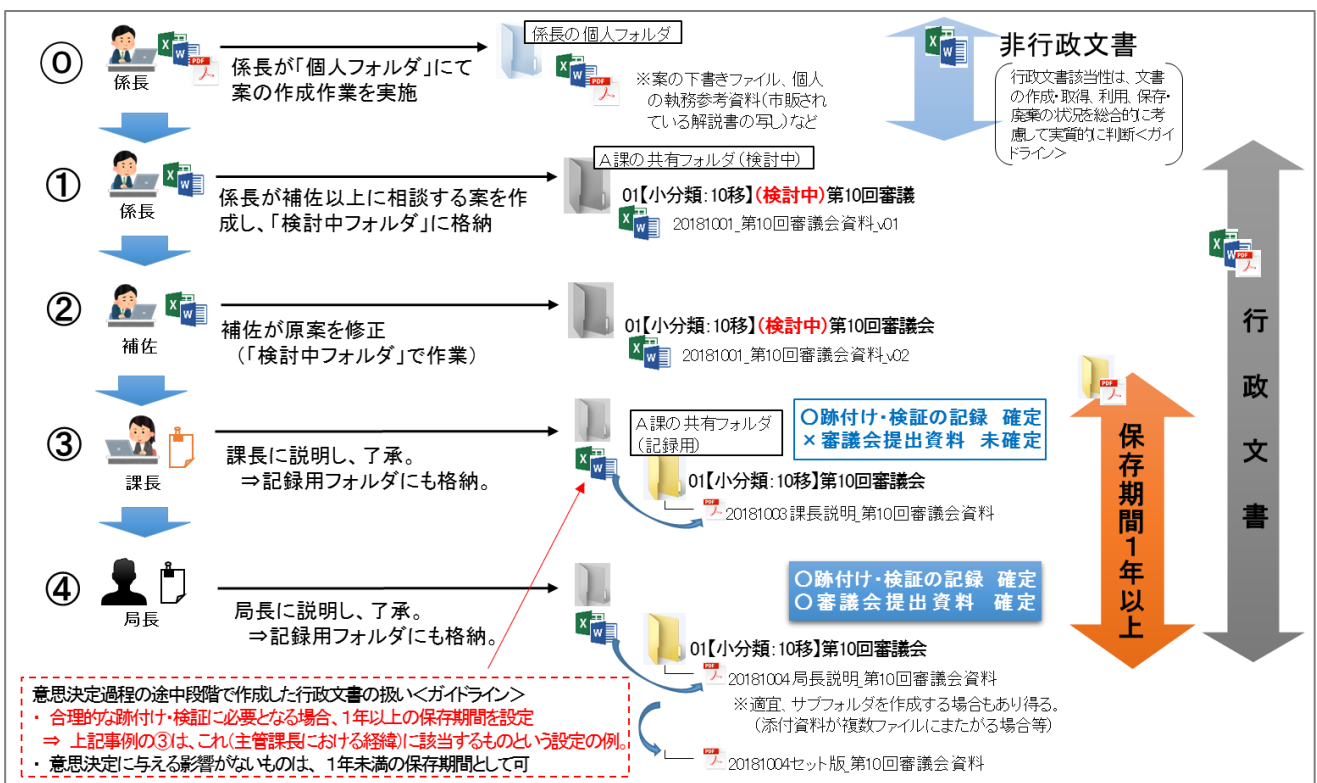 ⓪
係長
係長が「個人フォルダ」にて
案の作成作業を実施
係長の個人フォルダ
※案の下書きファイル、個人
の執務参考資料(市販され
ている解説書の写し)など
非行政文書
行政文書該当性は、文書
の作成・取得、利用、保存・
廃棄の状況を総合的に考
慮して実質的に判断<ガイ
ドライン>
①
係長
係長が補佐以上に相談する案を作
成し、「検討中フォルダ」に格納
A課の共有フォルダ(検討中)
01【小分類:10移】(検討中)第10回審議
20181001_第10回審議会資料_v01
②
補佐
補佐が原案を修正
(「検討中フォルダ」で作業)
01【小分類:10移】(検討中)第10回審議会
20181001_第10回審議会資料_v02
③
課長
課長に説明し、了承。
⇒記録用フォルダにも格納。
A課の共有フォルダ
(記録用)
〇跡付け・検証の記録 確定
×審議会提出資料 未確定
01【小分類:10移】第10回審議会
20181003課長説明_第10回審議会資料
④
局長
局長に説明し、了承。
⇒記録用フォルダにも格納。
〇跡付け・検証の記録 確定
〇審議会提出資料 確定
01【小分類:10移】第10回審議会
20181004局長説明_第10回審議会資料
※適宜、サブフォルダを作成する場合もあり得る。
(添付資料が複数ファイルにまたがる場合等)
20181004セット版_第10回審議会資料
意思決定過程の途中段階で作成した行政文書の扱い<ガイドライン>
・ 合理的な跡付け・検証に必要となる場合、1年以上の保存期間を設定
⇒ 上記事例の③は、これ(主管課長における経緯)に該当するものという設定の例。
・ 意思決定に与える影響がないものは、1年未満の保存期間として可
保存期間1年以上
行政文書